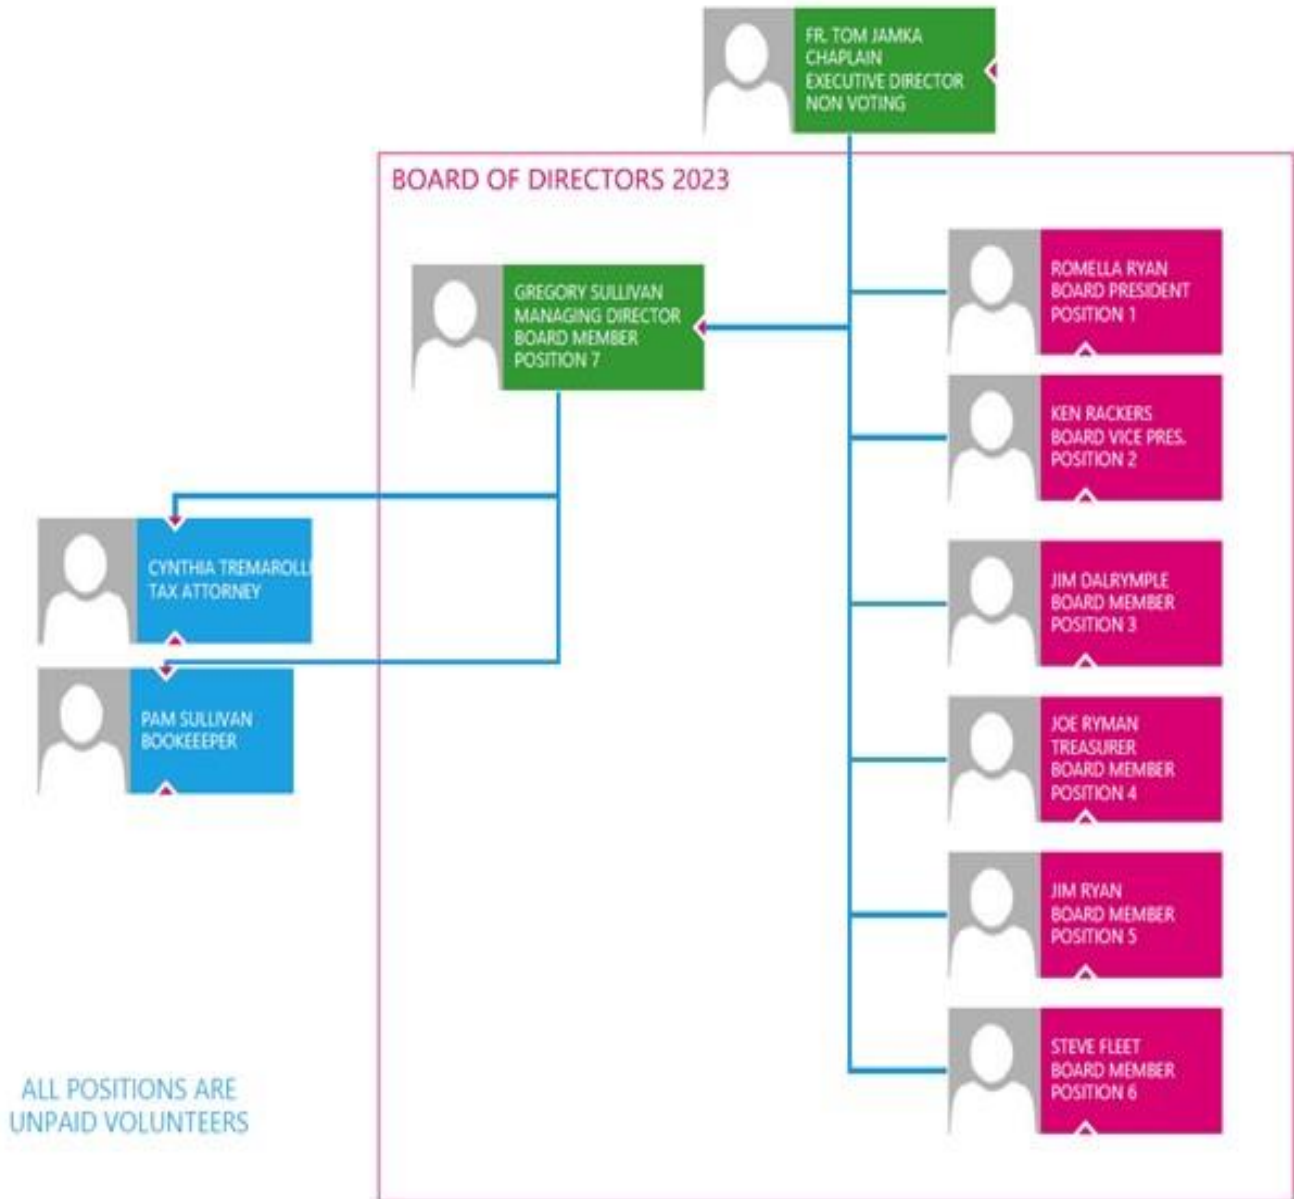 FR. TOM JAMKA
CHAPLAIN
EXECUTIVE DIRECTOR
NON VOTING
BOARD OF DIRECTORS 2023
GREGORY SULLIVAN
MANAGING DIRECTOR
BOARD MEMBER
POSITION 7
ROMELLA RYAN
BOARD PRESIDENT
POSITION 1
KEN RACKERS
BOARD VICE PRES.
POSITION 2
CYNTHIA TREMAROLLI
TAX ATTORNEY
JIM DALRYMPLE
BOARD MEMBER
POSITION 3
PAM SULLIVAN
BOOKEEEPER
JOE RYMAN
TREASURER
BOARD MEMBER
POSITION 4
JIM RYAN
BOARD MEMBER
POSITION 5
STEVE FLEET
BOARD MEMBER
POSITION 6
ALL POSITIONS ARE
UNPAID VOLUNTEERS